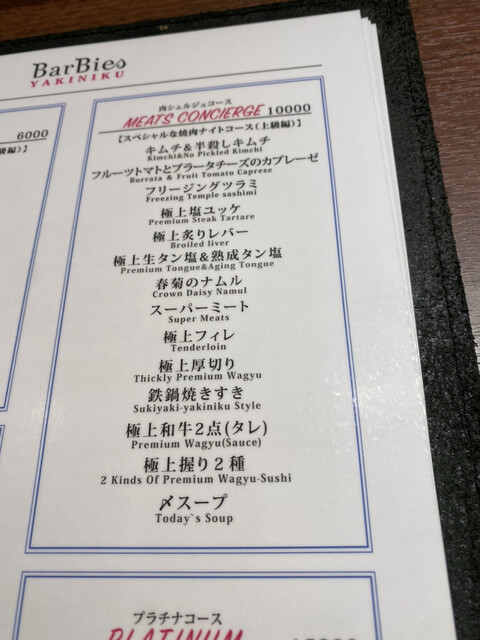 BarBies
YAKINIKU
6000
級編)】
肉シェルジュコース
MEATS CONCIERGE 10000
【スペシャルな焼肉ナイトコース(上級編)】
キムチ&半殺しキムチ
Kimchi&No Pickled Kimchi
フルーツトマトとブラータチーズのカプレーゼ
Burrata & Fruit Tomato Caprese
フリージングツラミ
Freezing Temple sashimi
極上塩ユッケ
Premium Steak Tartare
極上炙りレバー
Broiled liver
極上生タン塩&熟成タン塩
Premium Tongue&Aging Tongue
春菊のナムル
Crown Daisy Namul
スーパーミート
Super Meats
極上フィレ
Tenderloin
極上厚切り
Thickly Premium Wagyu
鉄鍋焼きすき
Sukiyaki-yakiniku Style
極上和牛2点(タレ)
Premium Wagyu(Sauce)
極上握り2種
2 Kinds Of Premium Wagyu-Sushi
〆スープ
Today`s Soup
プラチナコース
PLATINUM